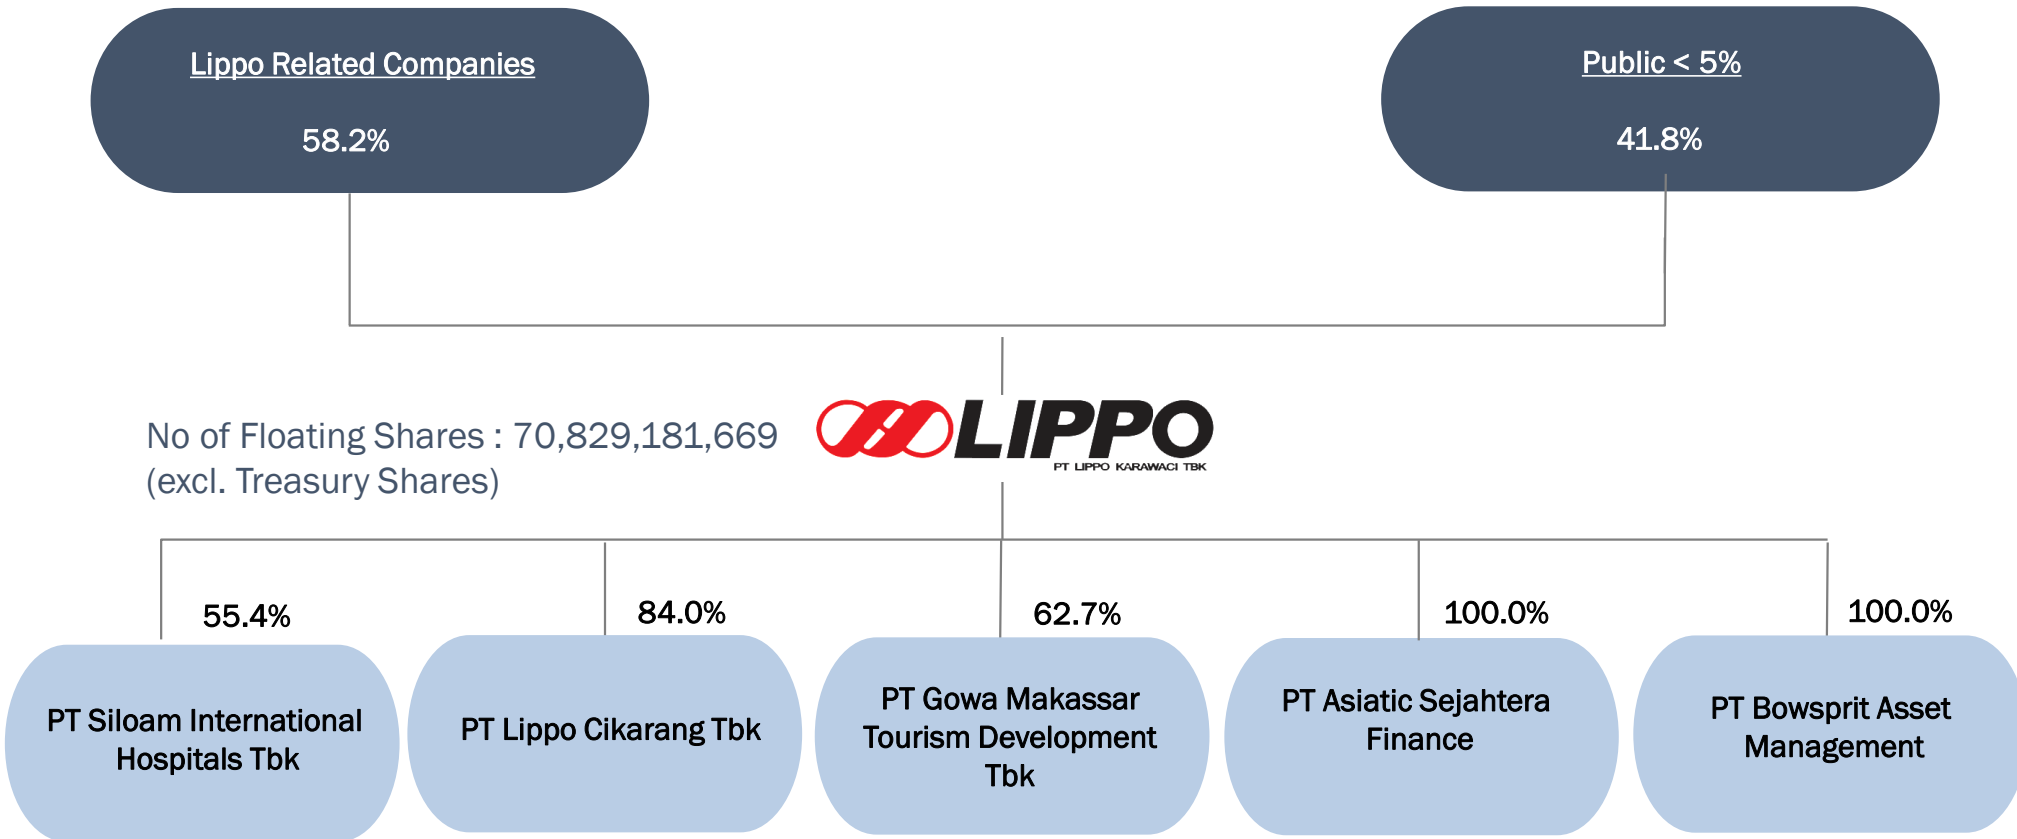 Lippo Related Companies
58.2%
Public < 5%
41.8%
No of Floating Shares : 70,829,181,669
(excl. Treasury Shares)
LIPPO
PT LIPPO KARAWACI TBK
55.4%
PT Siloam International
Hospitals Tbk
84.0%
PT Lippo Cikarang Tbk
62.7%
PT Gowa Makassar
Tourism Development
Tbk
100.0%
PT Asiatic Sejahtera
Finance
100.0%
PT Bowsprit Asset
Management